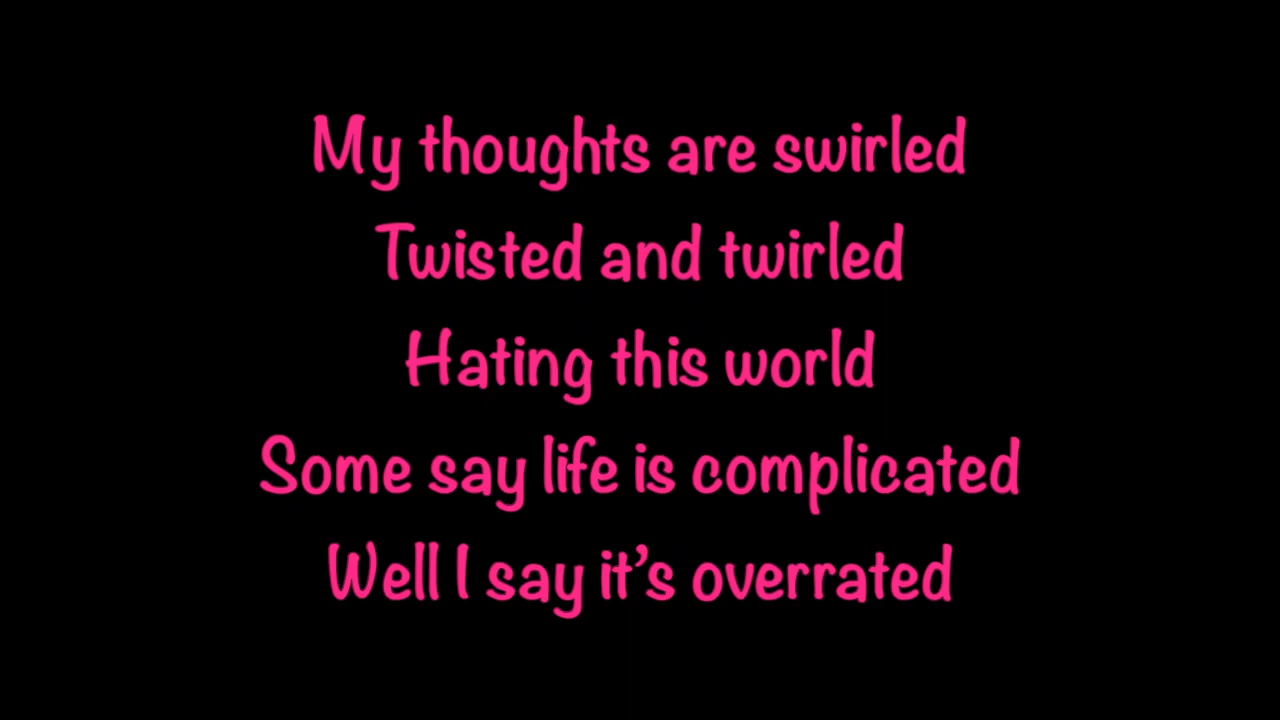 My thoughts are swirled
Twisted and twirled
Hating this world
Some say life is complicated
Well I say it’s overrated